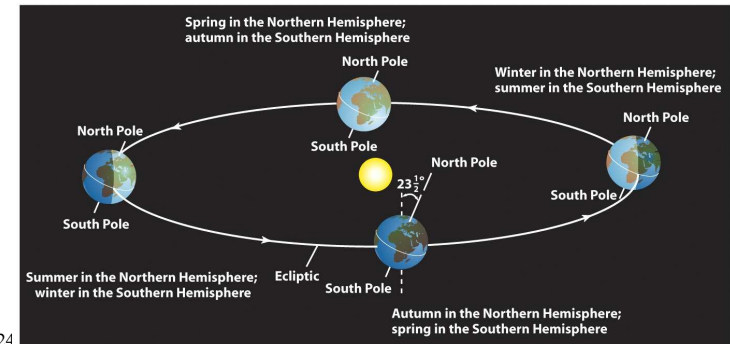 Spring in the Northern Hemisphere;
autumn in the Southern Hemisphere
North Pole
Winter in the Northern Hemisphere;
summer in the Southern Hemisphere
North Pole
North Pole
South Pole
North Pole
23 1/2°
South Pole
South Pole
Summer in the Northern Hemisphere;
winter in the Southern Hemisphere
Ecliptic
South Pole
Autumn in the Northern Hemisphere;
spring in the Southern Hemisphere
24